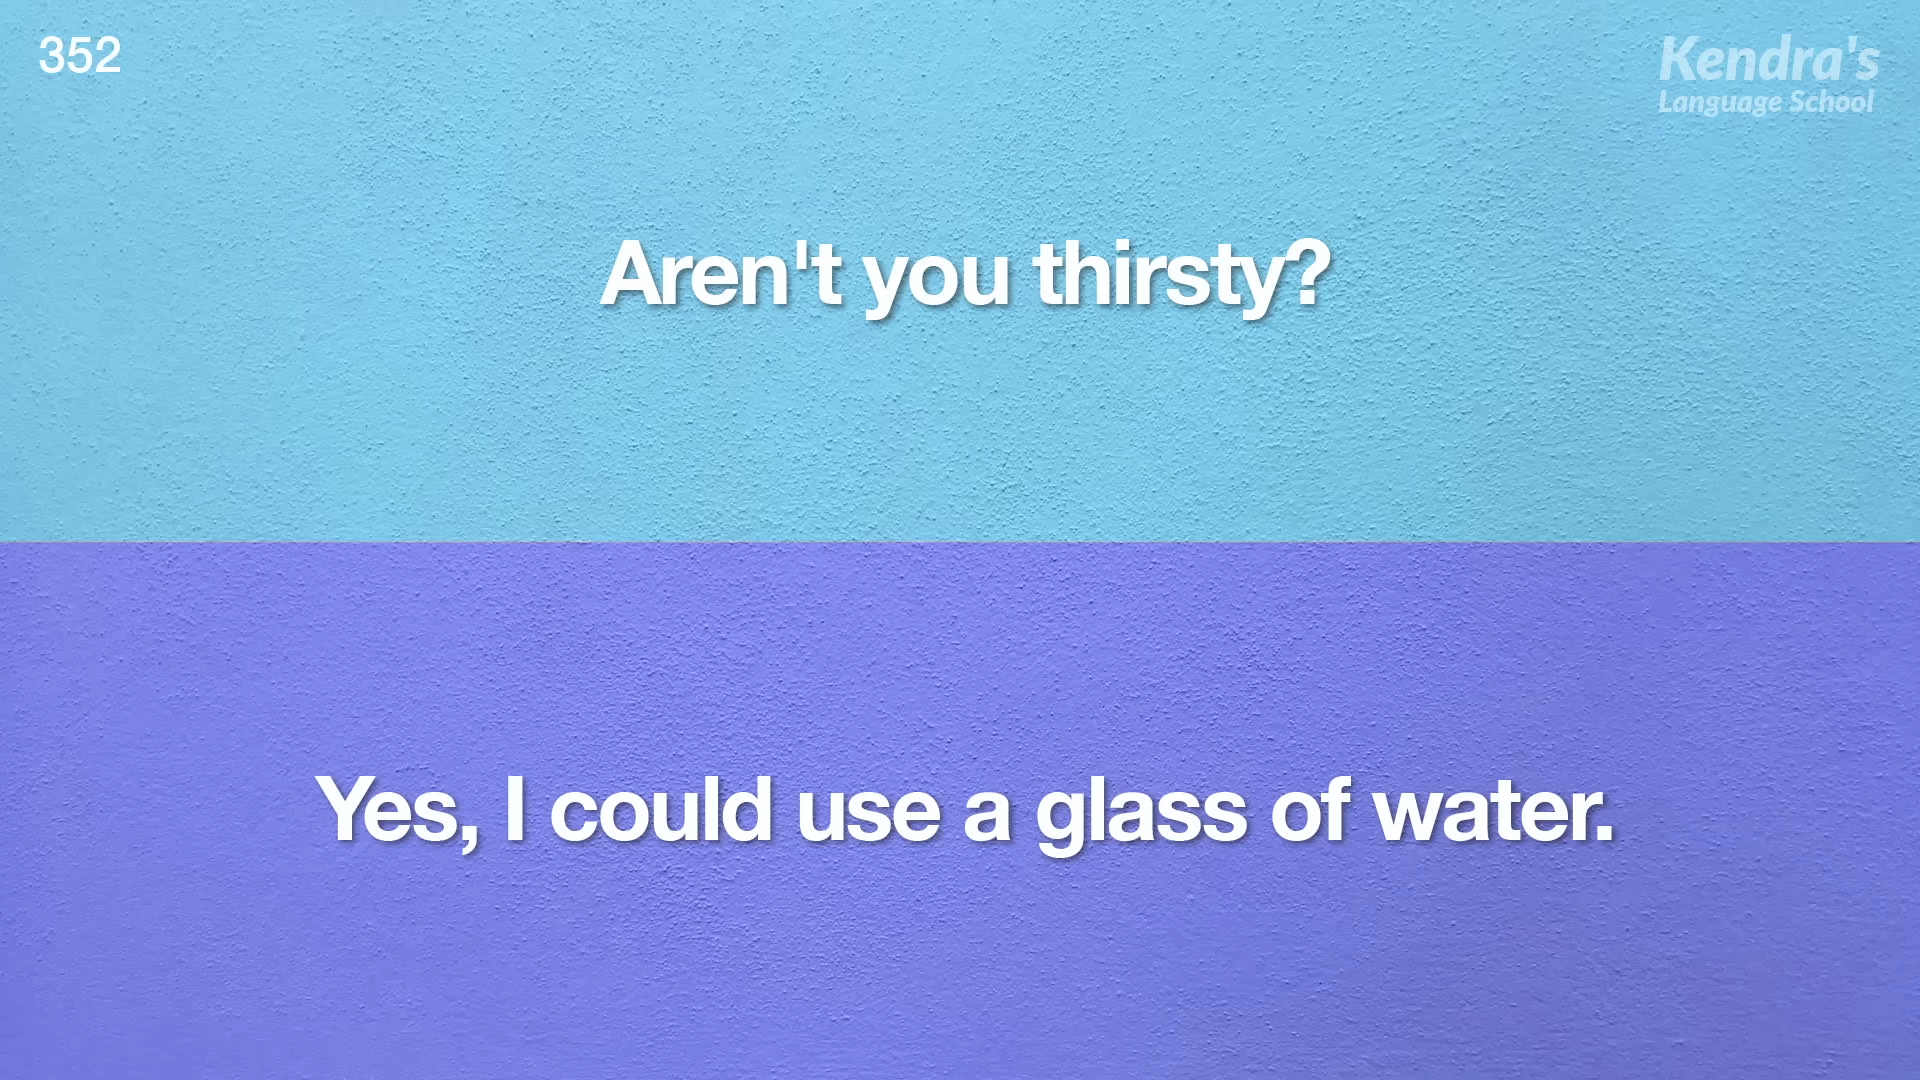 352
Kendra's
Language School
Aren't you thirsty?
Yes, I could use a glass of water.